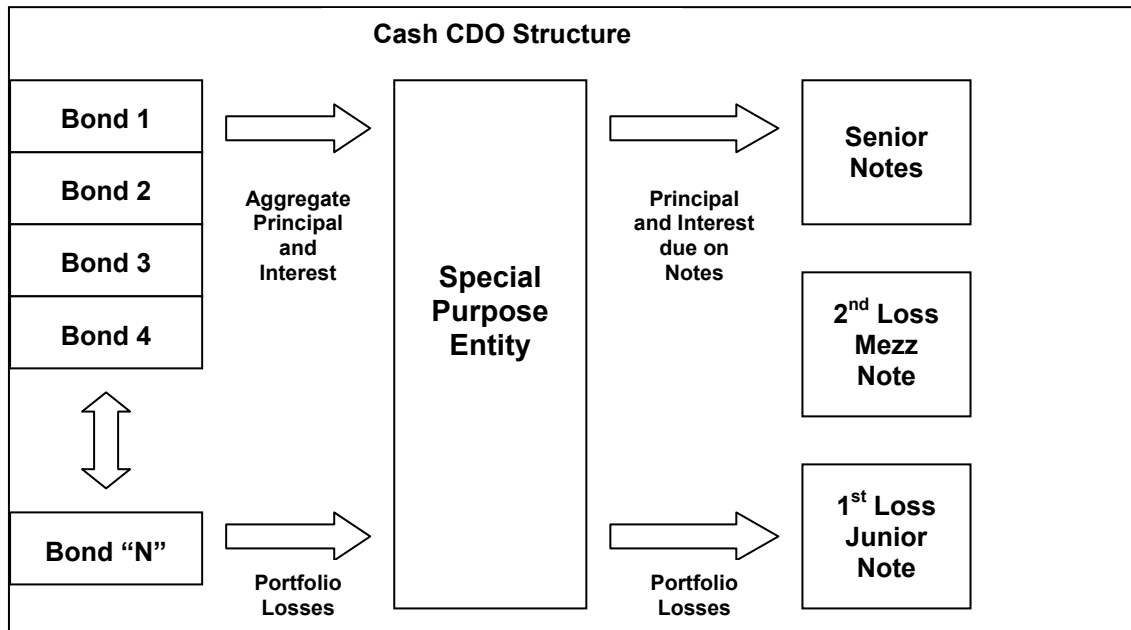 Cash CDO Structure
Bond 1
Bond 2
Bond 3
Bond 4
Bond “N”
Aggregate
Principal
and
Interest
Portfolio
Losses
Special
Purpose
Entity
Principal
and Interest
due on
Notes
Portfolio
Losses
Senior
Notes
2nd Loss
Mezz
Note
1st Loss
Junior
Note